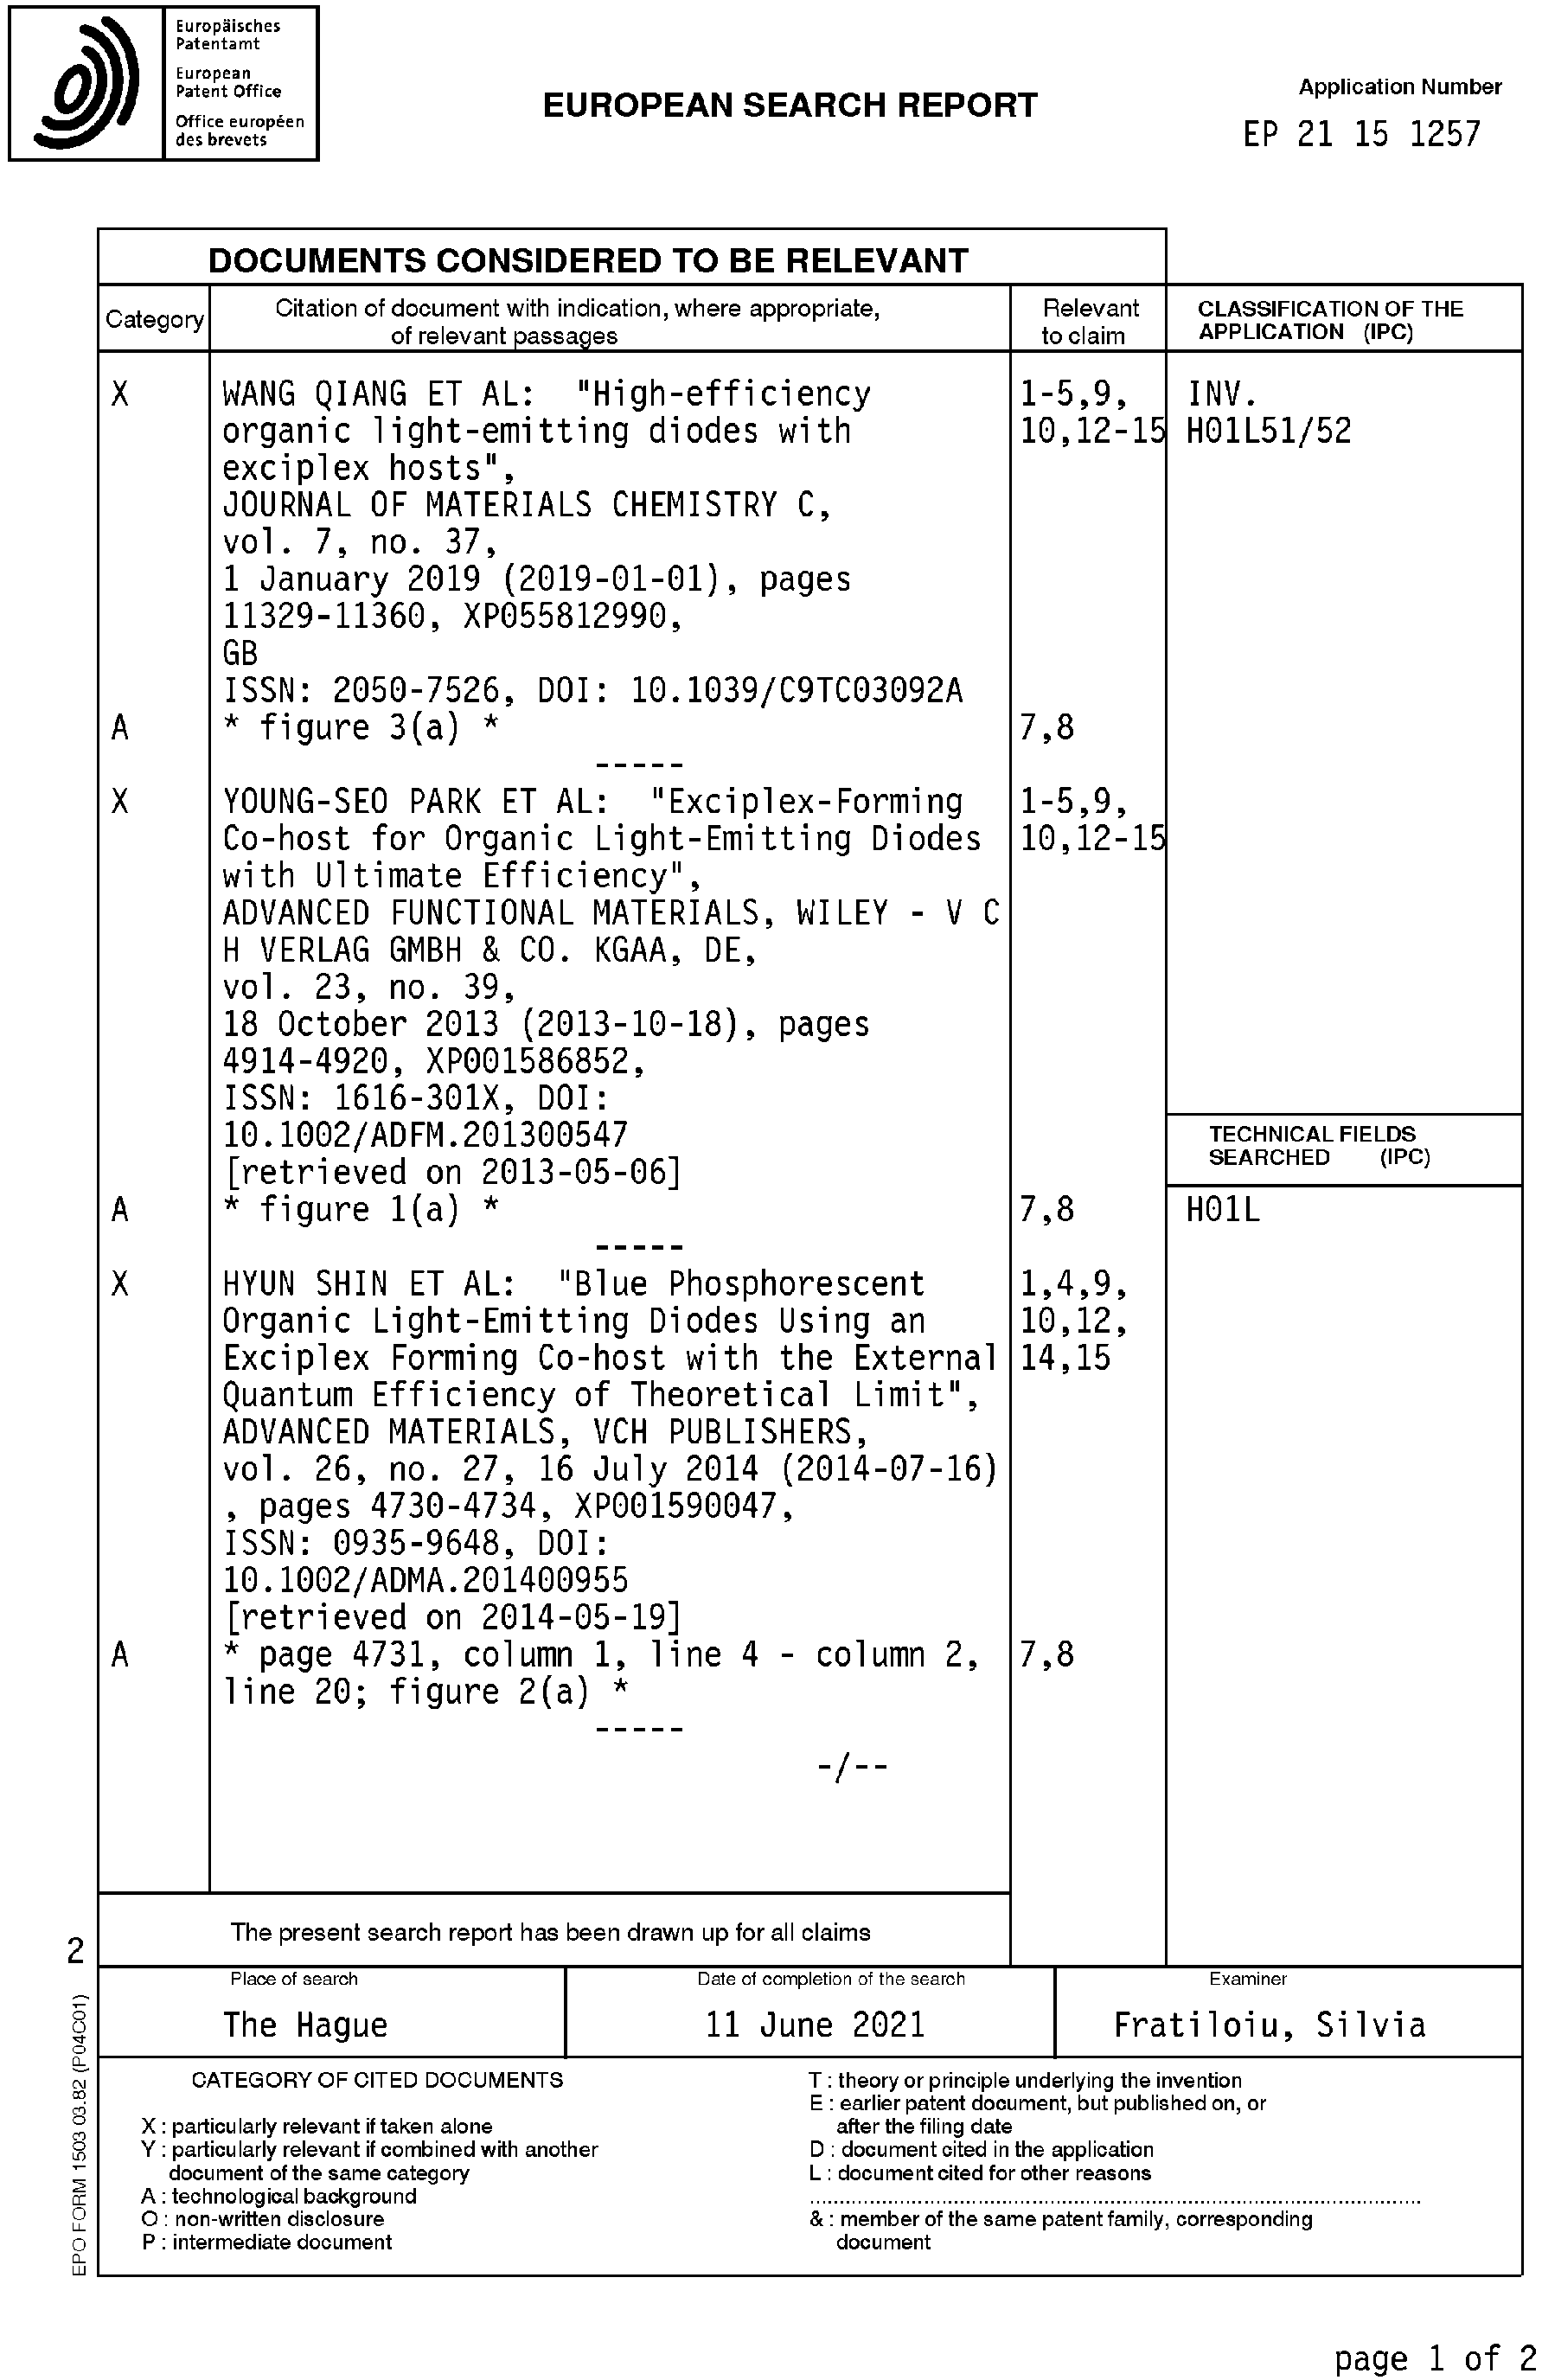 Europäisches
Patentamt
European
Patent Office
Office européen
des brevets
EUROPEAN SEARCH REPORT
Application Number
EP 21 15 1257
DOCUMENTS CONSIDERED TO BE RELEVANT
Category
Citation of document with indication, where appropriate,
of relevant passages
Relevant
to claim
CLASSIFICATION OF THE
APPLICATION (IPC)
X WANG QIANG ET AL: "High-efficiency 1-5,9, INV.
organic light-emitting diodes with 10,12-15 H01L51/52
exciplex hosts",
JOURNAL OF MATERIALS CHEMISTRY C,
vol. 7, no. 37,
1 January 2019 (2019-01-01), pages
11329-11360, XP055812990,
GB
ISSN: 2050-7526, DOI: 10.1039/C9TC03092A
A * figure 3(a) * 7,8
-----
X YOUNG-SEO PARK ET AL: "Exciplex-Forming 1-5,9,
Co-host for Organic Light-Emitting Diodes 10,12-15
with Ultimate Efficiency",
ADVANCED FUNCTIONAL MATERIALS, WILEY - V C
H VERLAG GMBH & CO. KGAA, DE,
vol. 23, no. 39,
18 October 2013 (2013-10-18), pages
4914-4920, XP001586852,
ISSN: 1616-301X, DOI:
10.1002/ADFM.201300547
TECHNICAL FIELDS
SEARCHED (IPC)
[retrieved on 2013-05-06]
A * figure 1(a) * 7,8 H01L
-----
X HYUN SHIN ET AL: "Blue Phosphorescent 1,4,9,
Organic Light-Emitting Diodes Using an 10,12,
Exciplex Forming Co-host with the External 14,15
Quantum Efficiency of Theoretical Limit",
ADVANCED MATERIALS, VCH PUBLISHERS,
vol. 26, no. 27, 16 July 2014 (2014-07-16)
, pages 4730-4734, XP001590047,
ISSN: 0935-9648, DOI:
10.1002/ADMA.201400955
[retrieved on 2014-05-19]
A * page 4731, column 1, line 4 - column 2, 7,8
line 20; figure 2(a) *
-----
-/--
The present search report has been drawn up for all claims
2
Place of search
The Hague
Date of completion of the search
11 June 2021
Examiner
Fratiloiu, Silvia
CATEGORY OF CITED DOCUMENTS
X : particularly relevant if taken alone
Y : particularly relevant if combined with another
document of the same category
A : technological background
O : non-written disclosure
P : intermediate document
T : theory or principle underlying the invention
E : earlier patent document, but published on, or
after the filing date
D : document cited in the application
L : document cited for other reasons
& : member of the same patent family, corresponding
document
EPO FORM 1503 03.82 (P04C01)
page 1 of 2